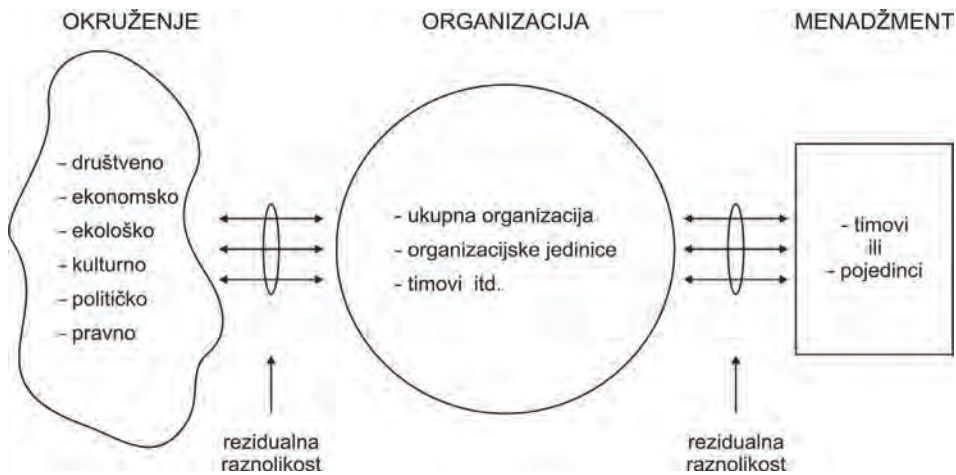 OKRUŽENJE
ORGANIZACIJA
MENADŽMENT
- društveno
- ekonomsko
- ekološko
- kulturno
- političko
- pravno
- ukupna organizacija
- organizacijske jedinice
- timovi itd.
- timovi
ili
- pojedinci
rezidualna
raznolikost
rezidualna
raznolikost